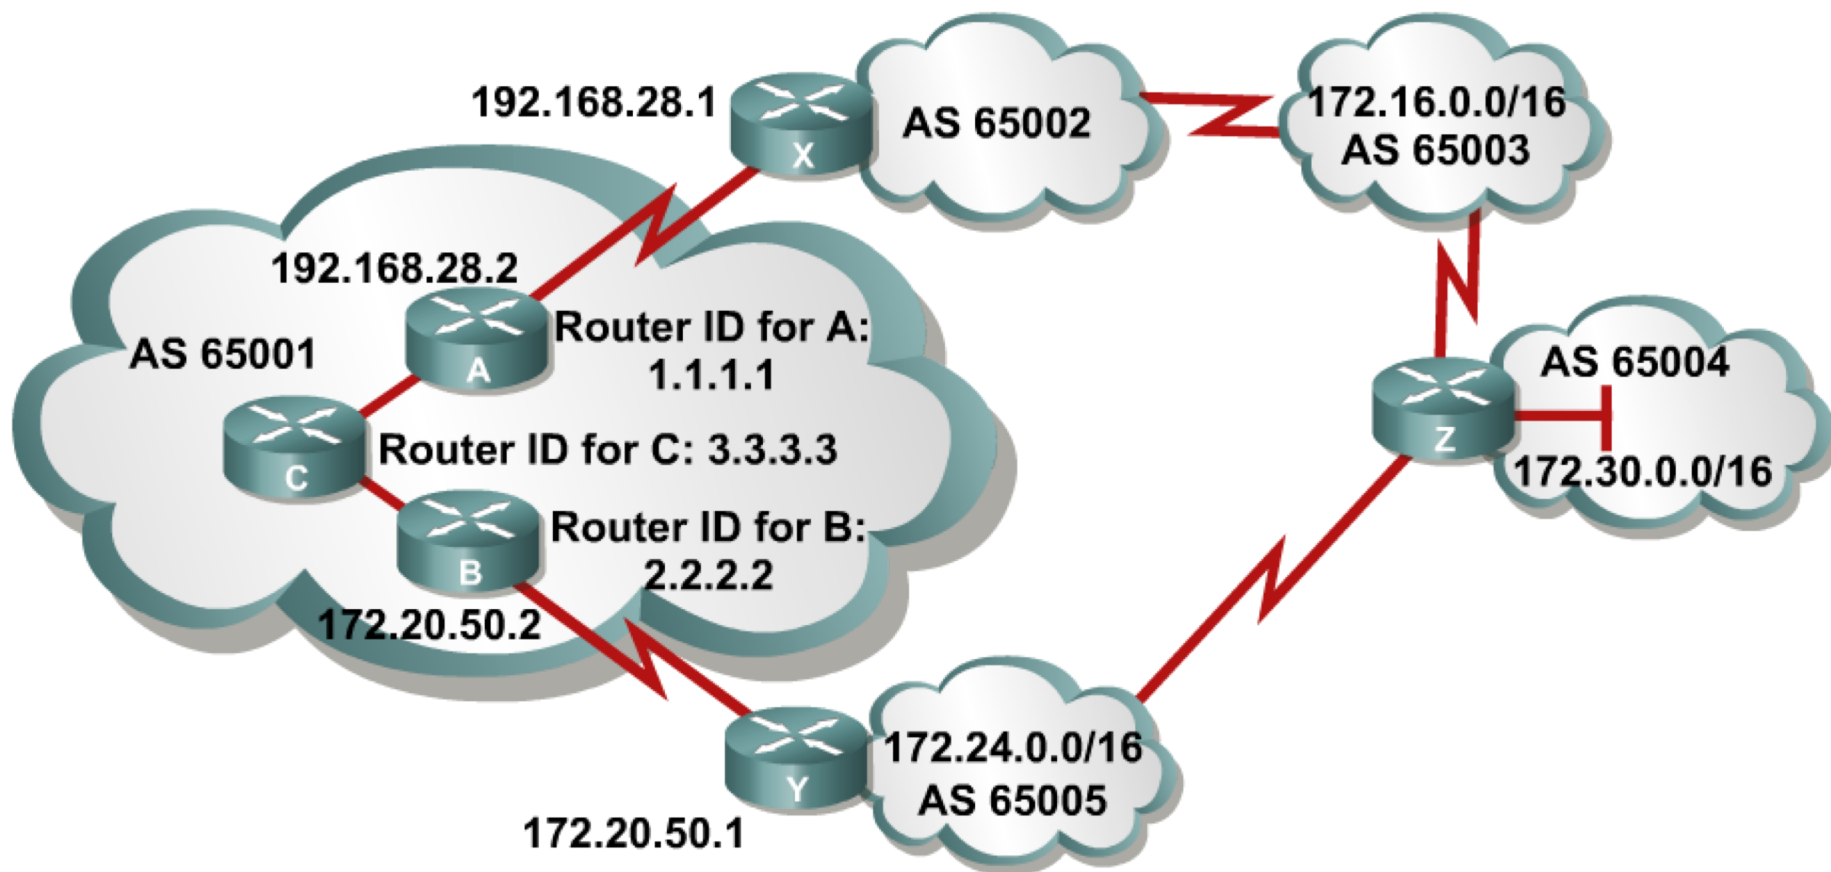 192.168.28.1
X
AS 65002
172.16.0.0/16
AS 65003
192.168.28.2
A
Router ID for A:
1.1.1.1
AS 65001
C
Router ID for C: 3.3.3.3
B
Router ID for B:
2.2.2.2
172.20.50.2
Z
AS 65004
172.30.0.0/16
Y
172.24.0.0/16
AS 65005
172.20.50.1